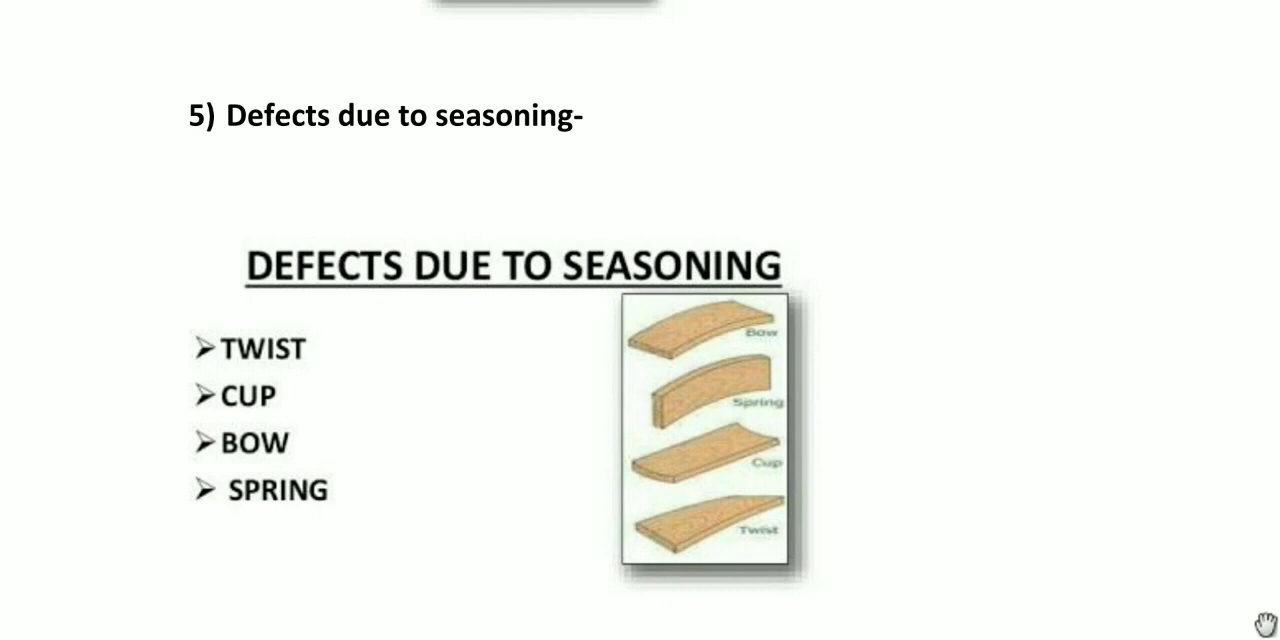 5) Defects due to seasoning-
DEFECTS DUE TO SEASONING
TWIST
CUP
BOW
SPRING
Bow
Spring
Cup
Twist